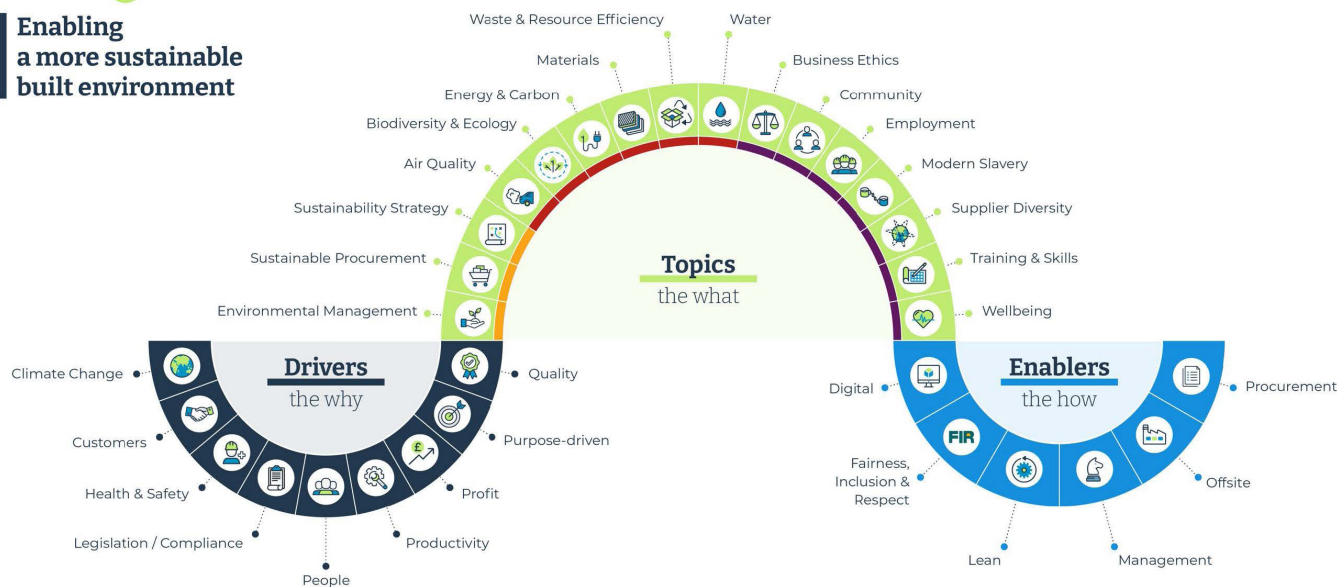 Enabling
a more sustainable
built environment
Waste & Resource Efficiency
Water
Materials
Business Ethics
Energy & Carbon
Community
Biodiversity & Ecology
Employment
Air Quality
Modern Slavery
Sustainability Strategy
Supplier Diversity
Sustainable Procurement
Training & Skills
Environmental Management
Wellbeing
Topics
the what
Drivers
the why
Climate Change
Customers
Health & Safety
Legislation / Compliance
People
Productivity
Profit
£
Purpose-driven
Quality
Enablers
the how
Digital
FIR
Fairness,
Inclusion &
Respect
Lean
Management
Offsite
Procurement